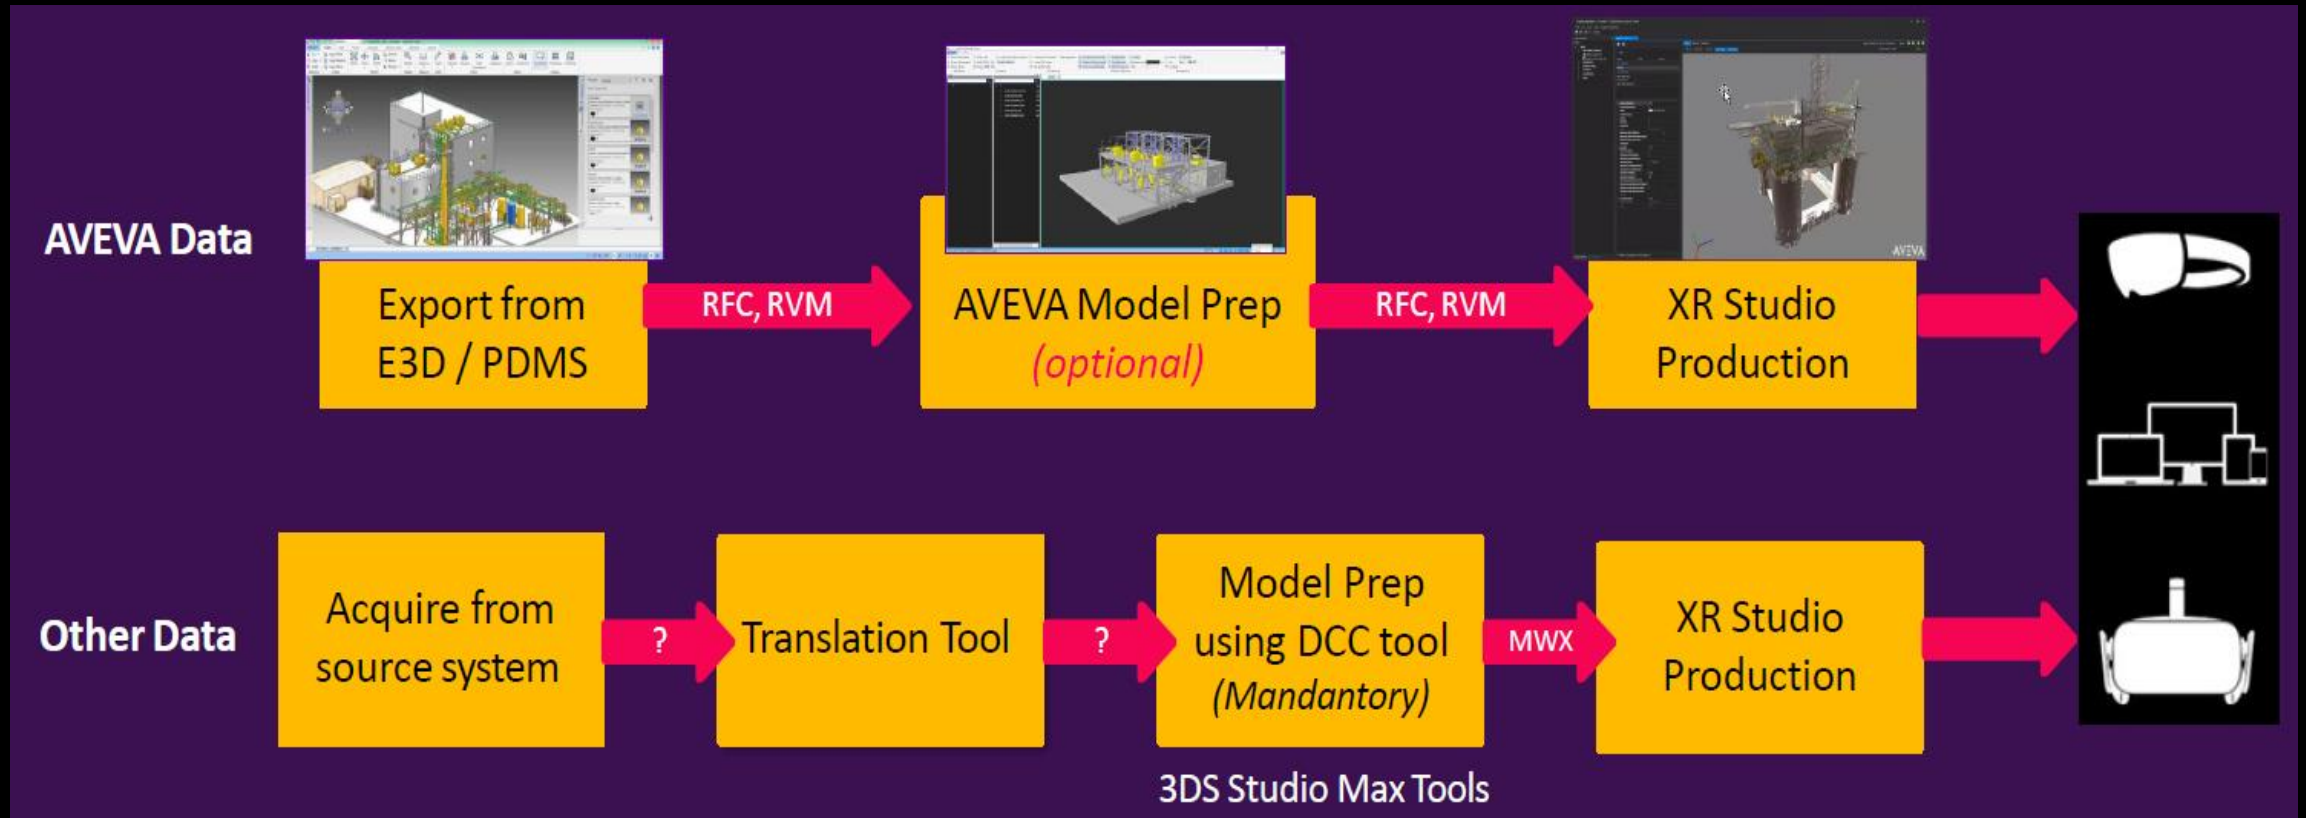 AVEVA Data
Export from
E3D / PDMS
RFC, RVM
AVEVA Model Prep
(optional)
RFC, RVM
AVEVA
XR Studio
Production
Other Data
Acquire from
source system
?
Translation Tool
?
Model Prep
using DCC tool
(Mandantory)
MWX
XR Studio
Production
3DS Studio Max Tools